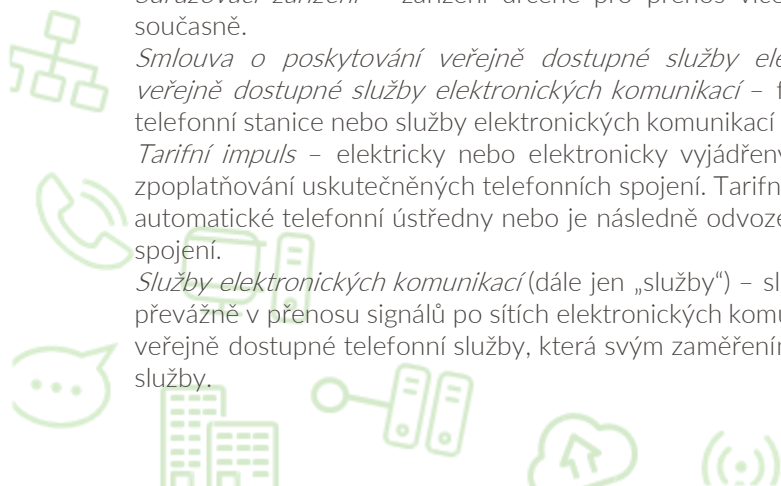 současně.
Smlouva o poskytování veřejně dostupné služby ele
veřejně dostupné služby elektronických komunikací – f
telefonní stanice nebo služby elektronických komunikací
Tarifní impuls – elektricky nebo elektronicky vyjádřený
zpoplatňování uskutečněných telefonních spojení. Tarifn
automatické telefonní ústředny nebo je následně odvoze
spojení.
Služby elektronických komunikací (dále jen „služby“) – sl
převážně v přenosu signálů po sítích elektronických komu
veřejně dostupné telefonní služby, která svým zaměřením
služby.